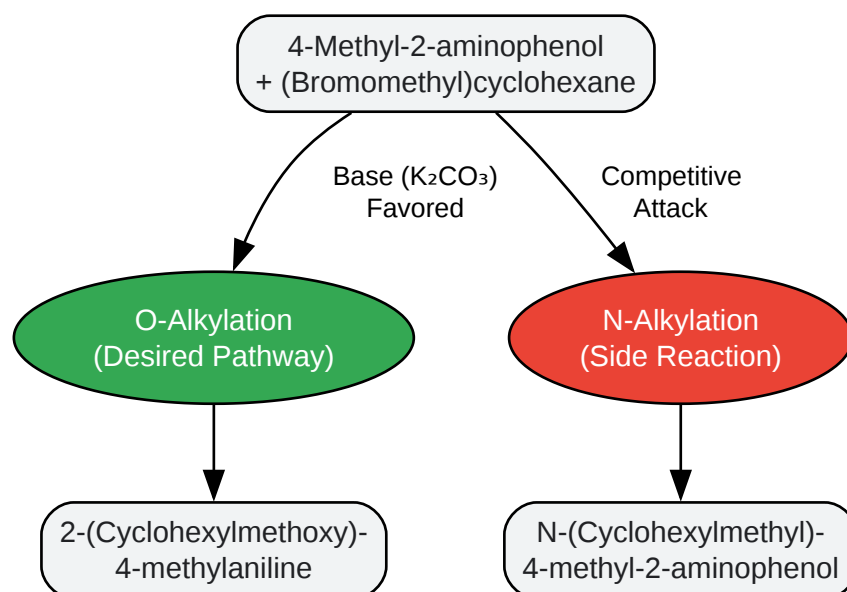 4-Methyl-2-aminophenol
+ (Bromomethyl)cyclohexane
Base (K₂CO₃)
Favored
Competitive
Attack
O-Alkylation
(Desired Pathway)
N-Alkylation
(Side Reaction)
2-(Cyclohexylmethoxy)-
4-methylaniline
N-(Cyclohexylmethyl)-
4-methyl-2-aminophenol